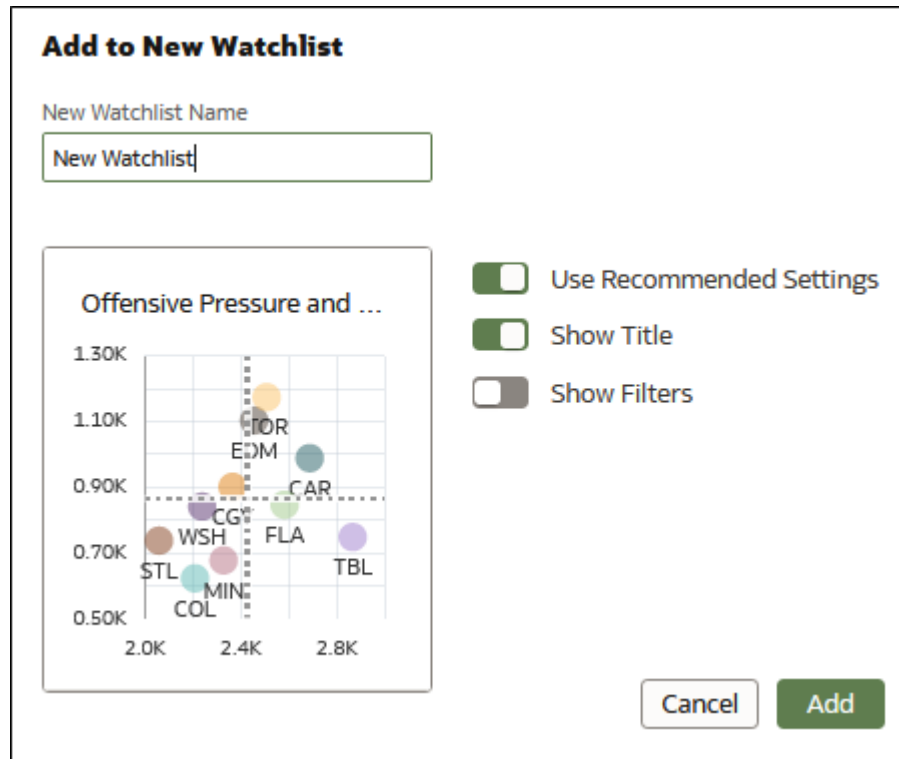 Add to New Watchlist
New Watchlist Name
New Watchlist
Offensive Pressure and ...
Use Recommended Settings
Show Title
Show Filters
1.30K
1.10K
0.90K
0.70K
0.50K
TOR
EDM
CAR
CGY
WSH
FLA
STL
TBL
MIN
COL
2.0K
2.4K
2.8K
Cancel
Add